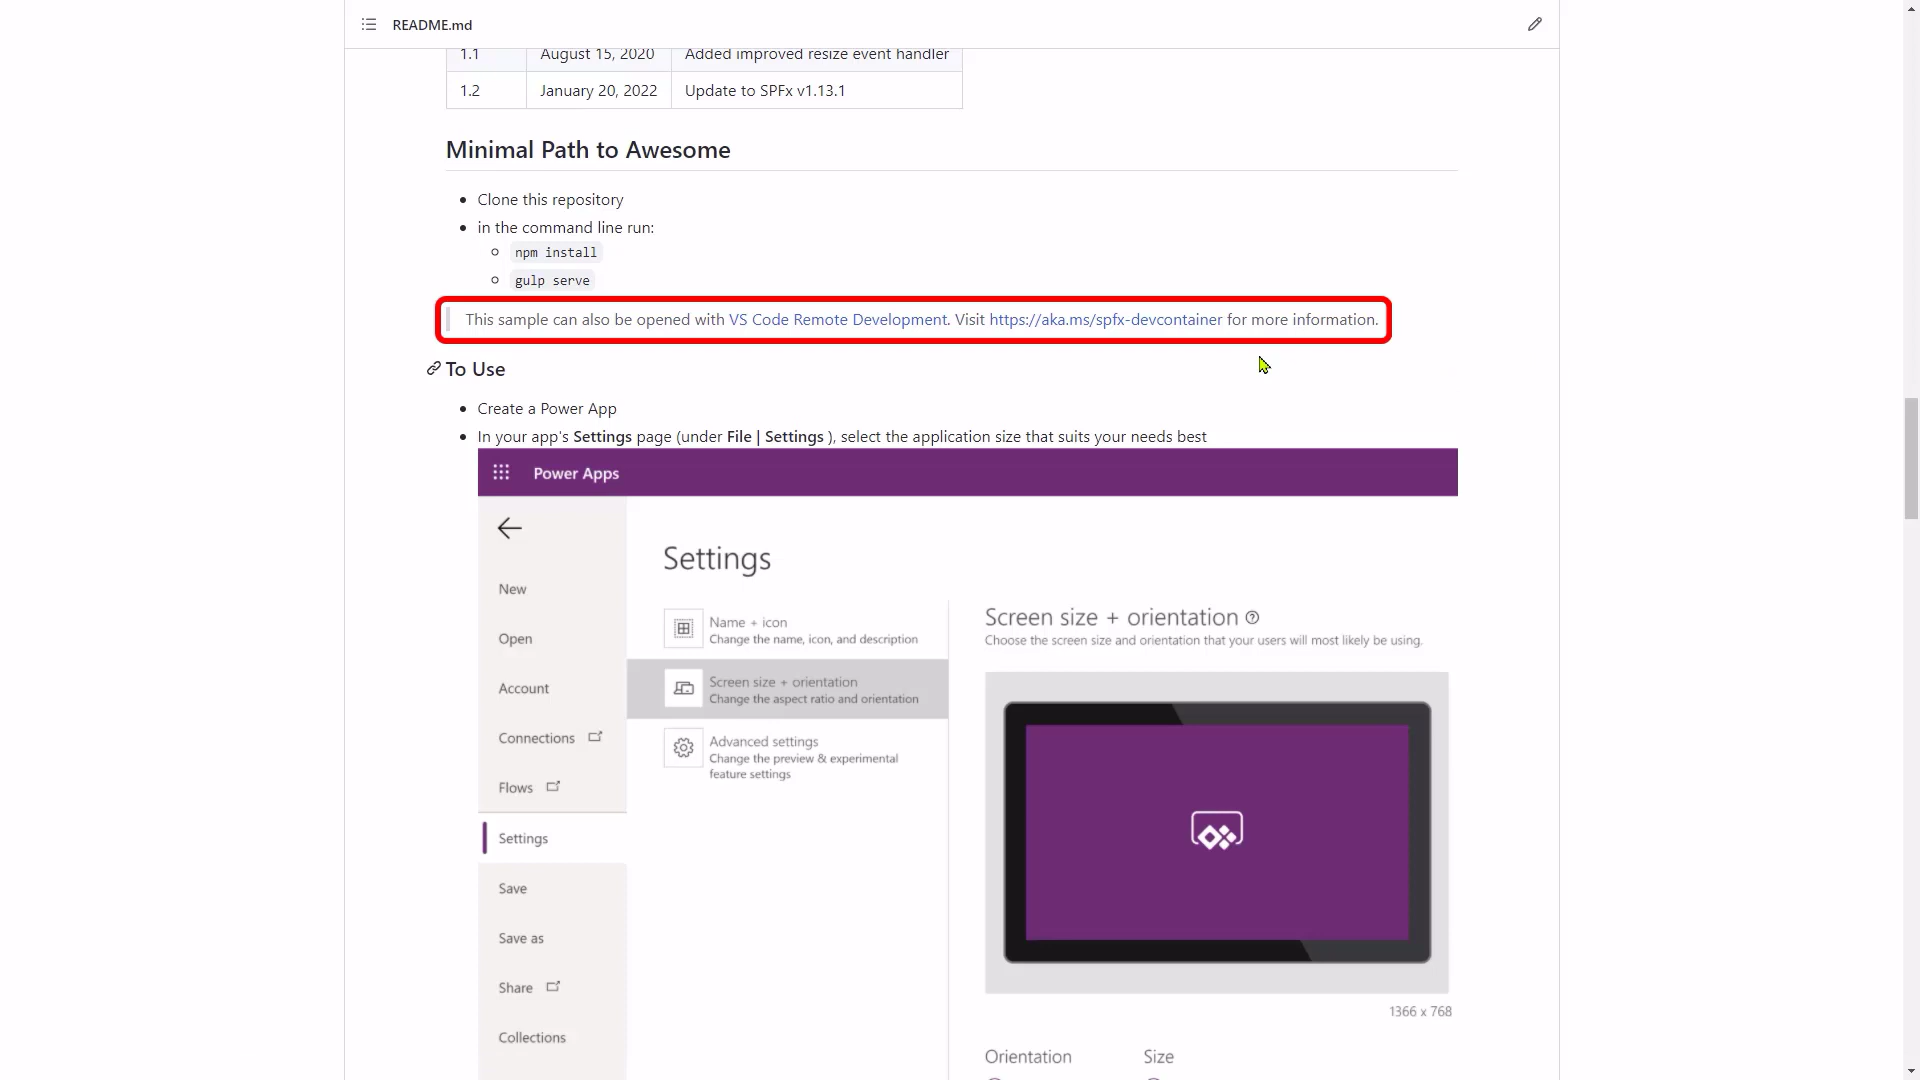 README.md
1.1 August 15, 2020 Added improved resize event handler
1.2 January 20, 2022 Update to SPFx v1.13.1
Minimal Path to Awesome
Clone this repository
in the command line run:
npm install
gulp serve
This sample can also be opened with VS Code Remote Development. Visit https://aka.ms/spfx-devcontainer for more information.
To Use
Create a Power App
In your app's Settings page (under File | Settings ), select the application size that suits your needs best
Power Apps
New
Open
Account
Connections
Flows
Settings
Save
Save as
Share
Collections
Settings
Name + icon
Change the name, icon, and description
Screen size + orientation
Change the aspect ratio and orientation
Advanced settings
Change the preview & experimental
feature settings
Screen size + orientation
Choose the screen size and orientation that your users will most likely be using.
1366 x 768
Orientation Size